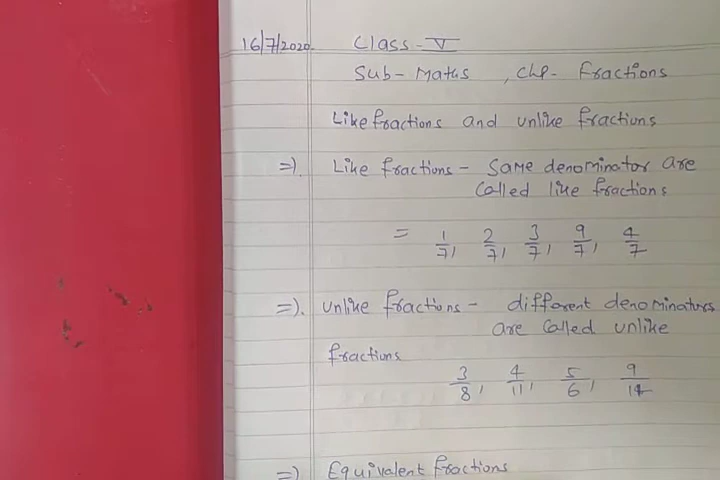 16/7/2020. Class - V
Sub - Maths , Chp - Fractions
Like fractions and unlike fractions
=) Like fractions - Same denominator are
called like fractions
= 1/7, 2/7, 3/7, 9/7, 4/7
=). Unlike fractions - different denominators
are called unlike
fractions
3/8, 4/11, 5/6, 9/14
=) Equivalent fractions